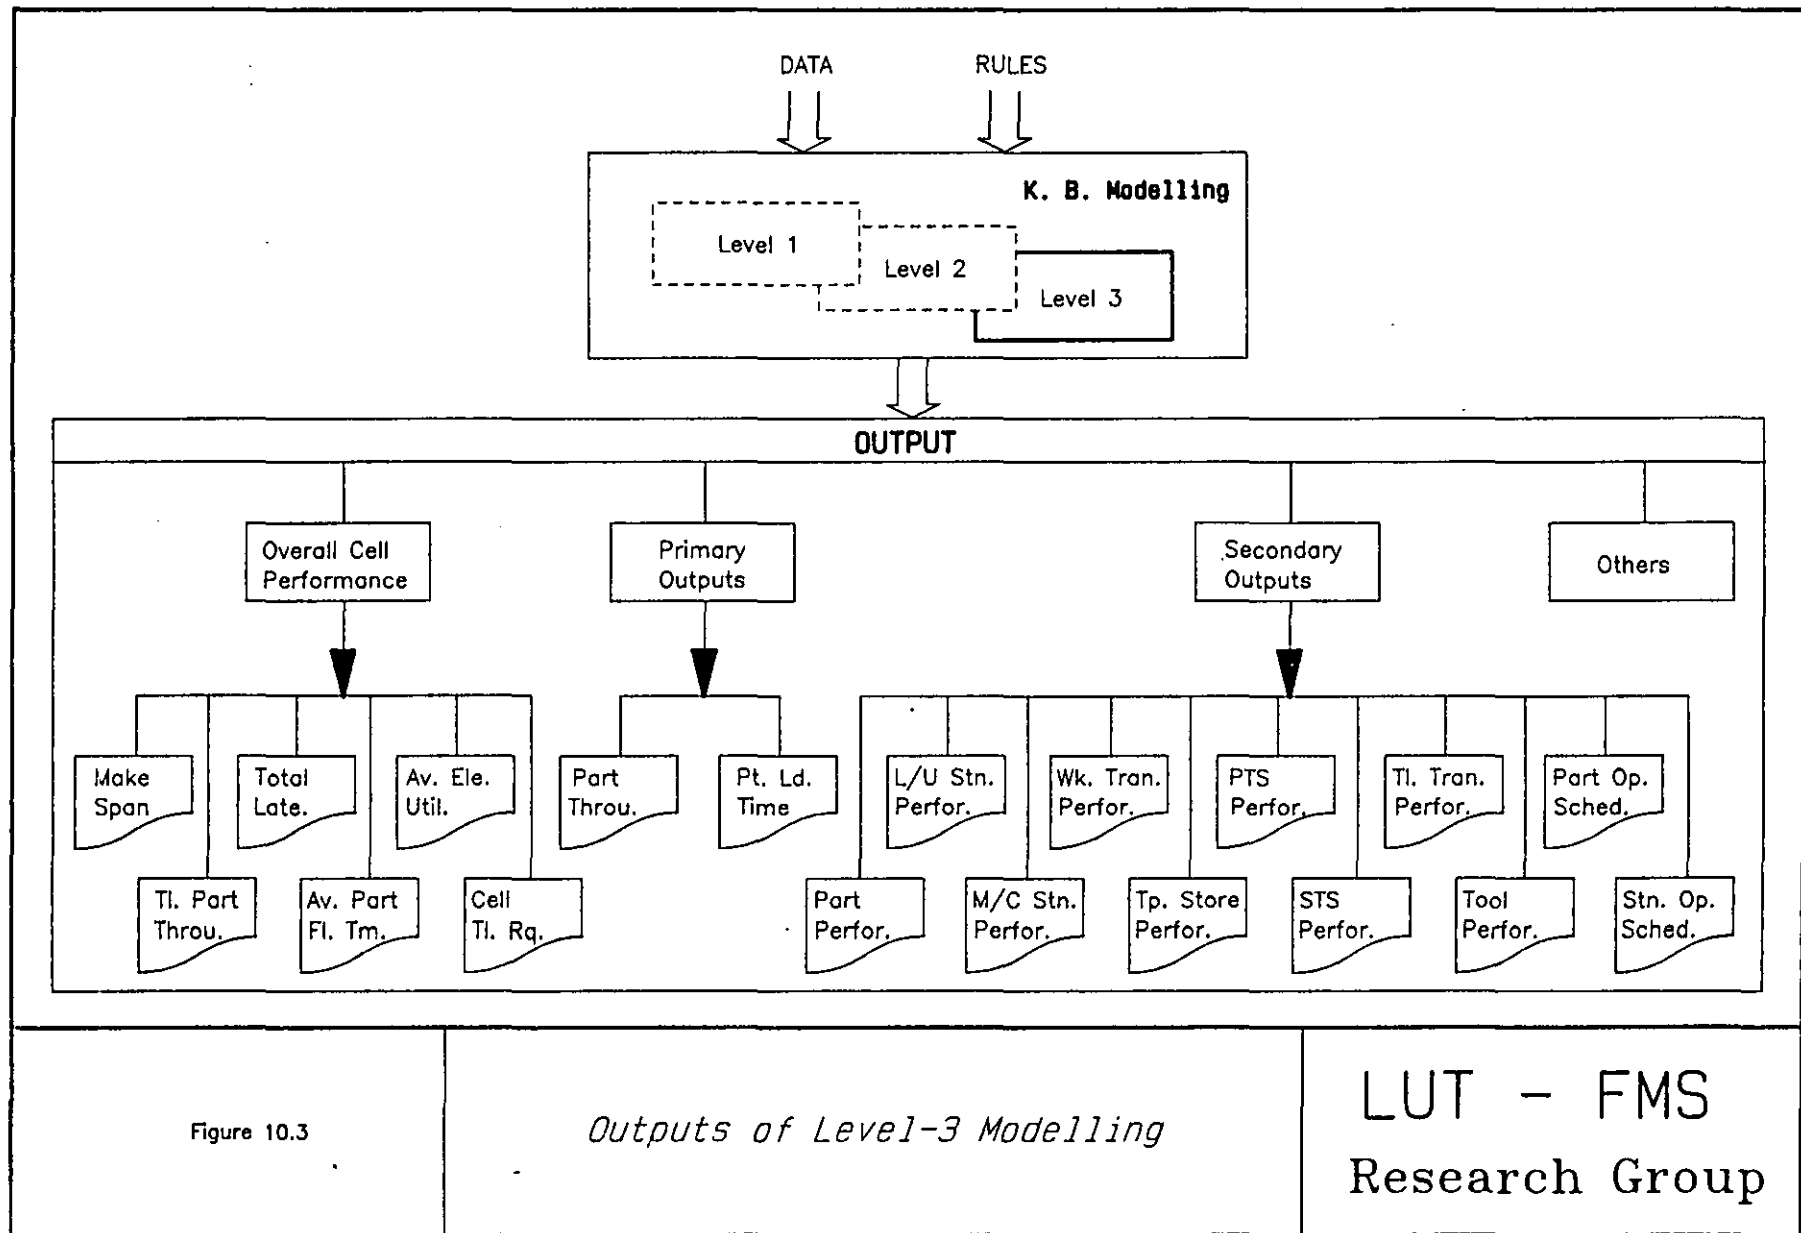 DATA
RULES
K. B. Modelling
Level 1
Level 2
Level 3
OUTPUT
Overall Cell
Performance
Primary
Outputs
Secondary
Outputs
Others
Make
Span
Total
Late.
Av. Ele.
Util.
Part
Throu.
Pt. Ld.
Time
L/U Stn.
Perfor.
Wk. Tran.
Perfor.
PTS
Perfor.
Tl. Tran.
Perfor.
Part Op.
Sched.
Tl. Part
Throu.
Av. Part
Fl. Tm.
Cell
Tl. Rq.
Part
Perfor.
M/C Stn.
Perfor.
Tp. Store
Perfor.
STS
Perfor.
Tool
Perfor.
Stn. Op.
Sched.
Figure 10.3
Outputs of Level-3 Modelling
LUT - FMS
Research Group